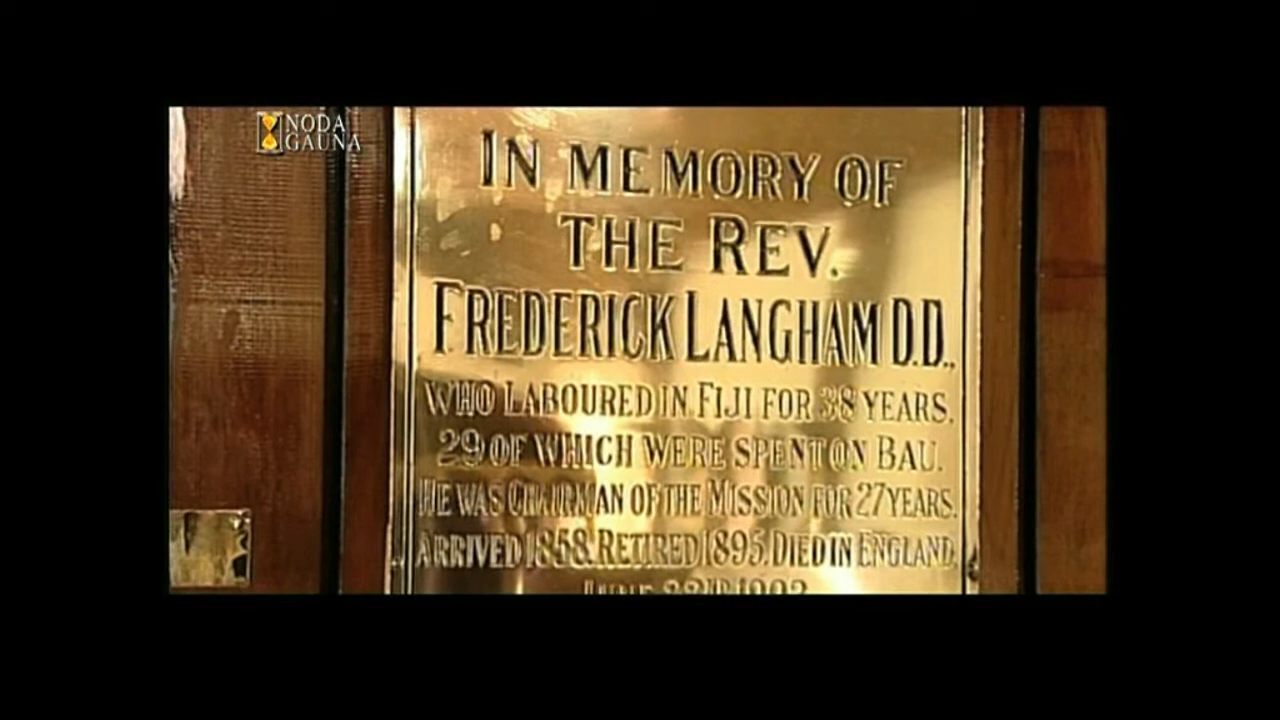 NODA
GAUNA
IN MEMORY OF
THE REV.
FREDERICK LANGHAM D.D.,
WHO LABOURED IN FIJI FOR 38 YEARS.
29 OF WHICH WERE SPENT ON BAU.
HE WAS CHAIRMAN OF THE MISSION FOR 27 YEARS.
ARRIVED 1858. RETIRED 1895. DIED IN ENGLAND,
JUNE